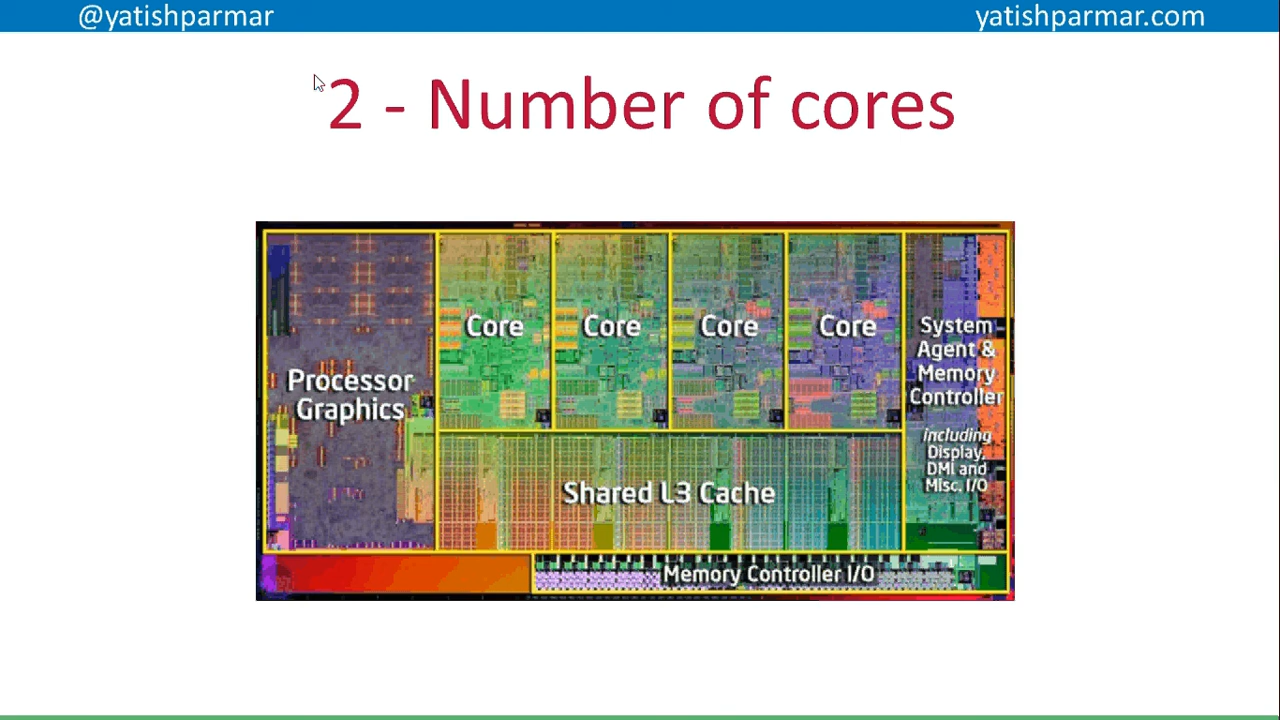 @yatishparmar
yatishparmar.com
2 - Number of cores
Core
Core
Core
Core
System
Agent &
Memory
Controller
including
Display,
DMI and
Misc. I/O
Processor
Graphics
Shared L3 Cache
Memory Controller I/O